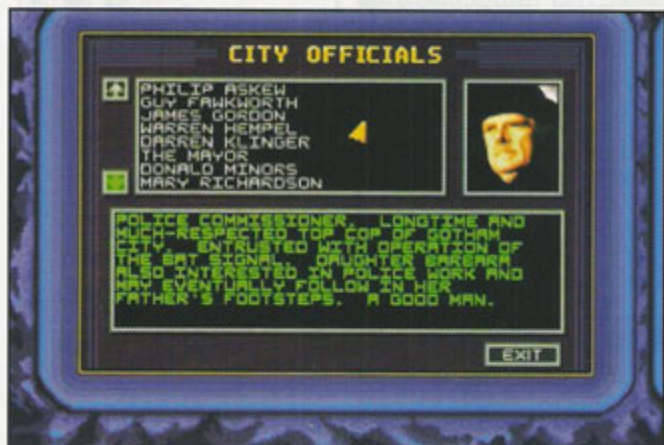 CITY OFFICIALS
PHILIP ASKEW
GUY FAWKWORTH
JAMES GORDON
WARREN HEMPEL
DARREN KLINGER
THE MAYOR
DONALD MINORS
MARY RICHARDSON
POLICE COMMISSIONER. LONGTIME AND
MUCH-RESPECTED TOP COP OF GOTHAM
CITY. ENTRUSTED WITH OPERATION OF
THE BAT SIGNAL. DAUGHTER BARBARA
ALSO INTERESTED IN POLICE WORK AND
MAY EVENTUALLY FOLLOW IN HER
FATHER'S FOOTSTEPS. A GOOD MAN.
EXIT